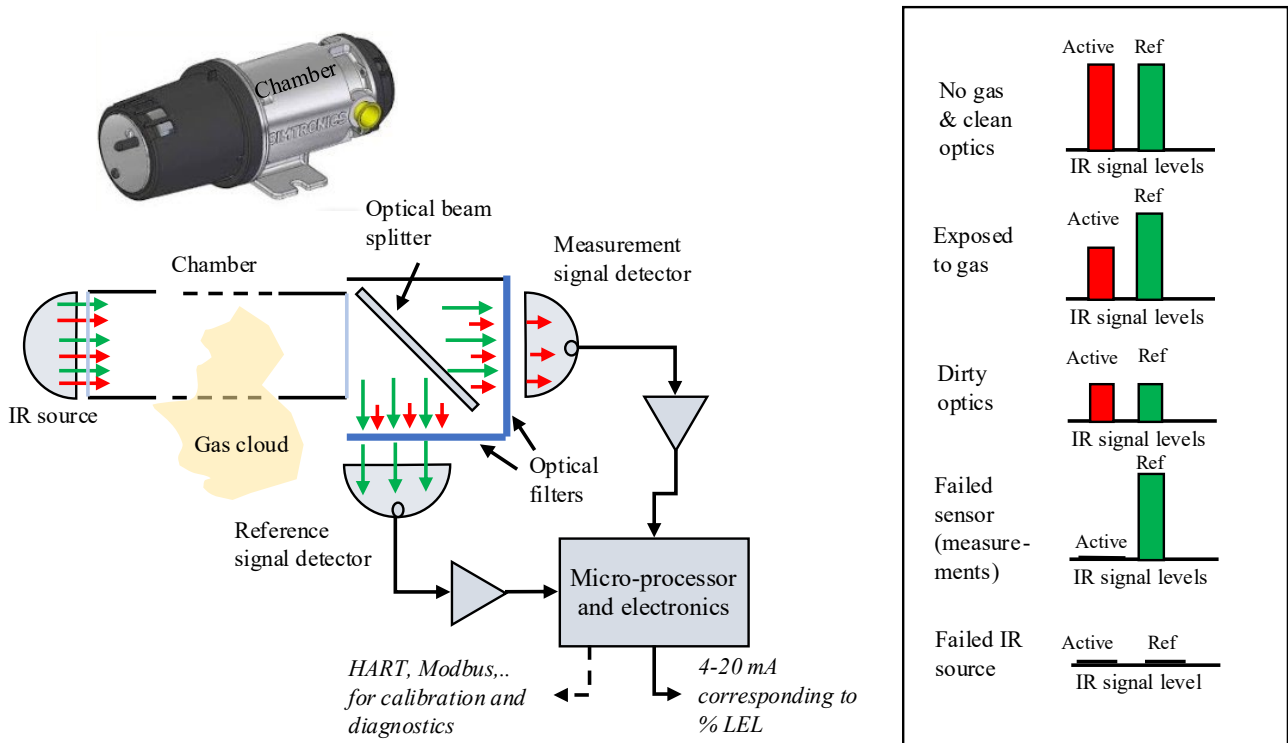 Chamber
SIMTRONICS
Optical beam
splitter
Measurement
signal detector
Chamber
IR source
Gas cloud
Optical
filters
Reference
signal detector
Micro-processor
and electronics
HART, Modbus,..
for calibration and
diagnostics
4-20 mA
corresponding to
% LEL
No gas
& clean
optics
Active
Ref
IR signal levels
Exposed
to gas
Active
Ref
IR signal levels
Dirty
optics
Active
Ref
IR signal levels
Failed
sensor
(measure-
ments)
Active
Ref
IR signal levels
Failed IR
source
Active
Ref
IR signal level